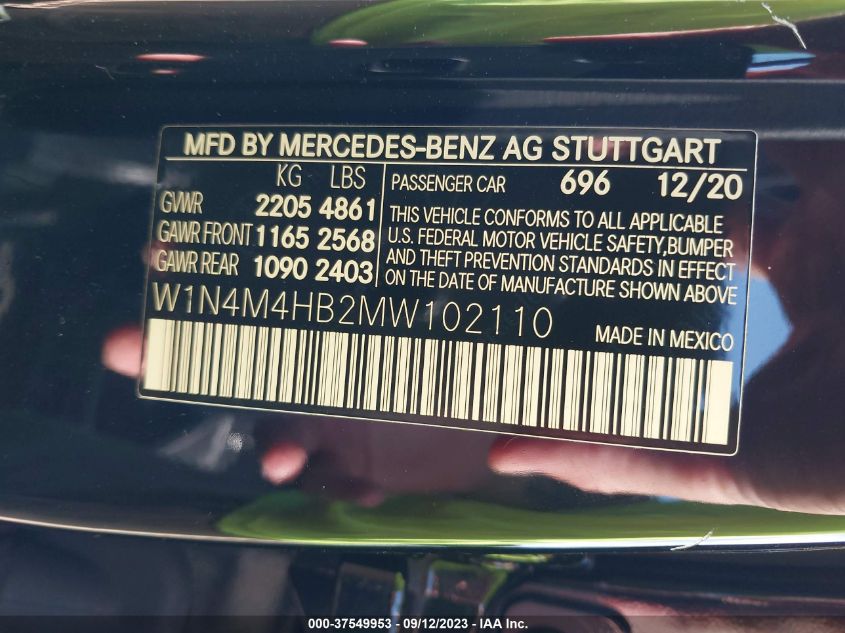 MFD BY MERCEDES-BENZ AG STUTTGART
KG LBS
GVWR 2205 4861
GAWR FRONT 1165 2568
GAWR REAR 1090 2403
PASSENGER CAR 696 12/20
THIS VEHICLE CONFORMS TO ALL APPLICABLE
U.S. FEDERAL MOTOR VEHICLE SAFETY,BUMPER
AND THEFT PREVENTION STANDARDS IN EFFECT
ON THE DATE OF MANUFACTURE SHOWN ABOVE
W1N4M4HB2MW102110
MADE IN MEXICO
000-37549953 - 09/12/2023 - IAA Inc.